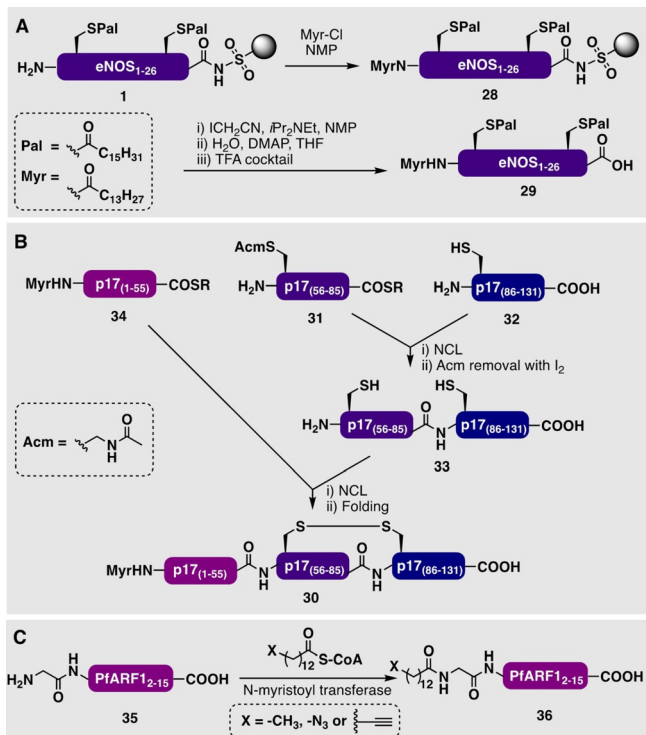 A
SPal SPal
O
O O
S
H2N eNOS1-26 N
H
1
Myr-Cl
NMP
SPal SPal
O
O O
S
MyrN eNOS1-26 N
H
28
Pal = O
C15H31
Myr = O
C13H27
i) ICH2CN, iPr2NEt, NMP
ii) H2O, DMAP, THF
iii) TFA cocktail
SPal SPal
O
MyrHN eNOS1-26 OH
29
B
MyrHN p17(1-55) COSR
34
AcmS
H2N p17(56-85) COSR
31
HS
H2N p17(86-131) COOH
32
i) NCL
ii) Acm removal with I2
Acm = O
N
H
SH HS
O
H2N p17(56-85) N
H p17(86-131) COOH
33
i) NCL
ii) Folding
S S
O O
MyrHN p17(1-55) N
H p17(56-85) N
H p17(86-131) COOH
30
C
H2N O H
N PfARF12-15 COOH
35
X 12 O
S-CoA
N-myristoyl transferase
X = -CH3, -N3 or
X 12 O
N
H O H
N PfARF12-15 COOH
36